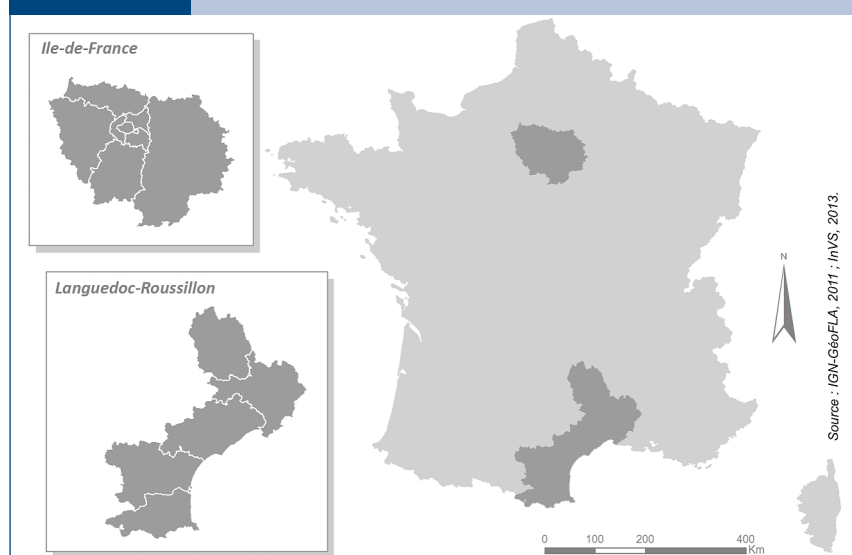 Ile-de-France
Languedoc-Roussillon
N
Source : IGN-GéoFLA, 2011 ; InVS, 2013.
0 100 200 400
Km